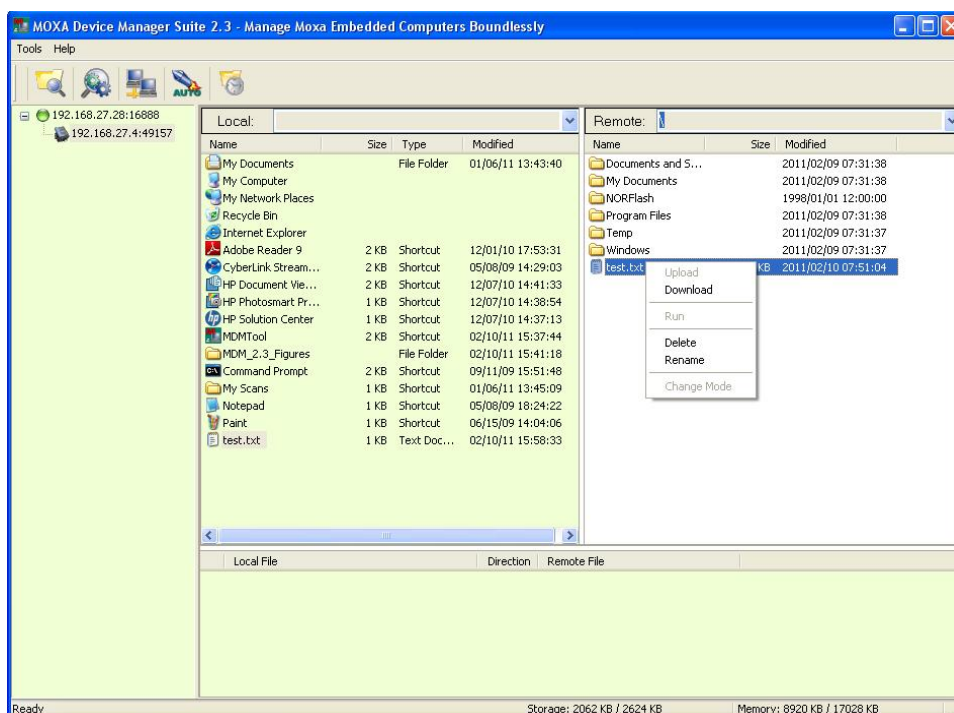 MOXA Device Manager Suite 2.3 - Manage Moxa Embedded Computers Boundlessly
Tools Help
AUTO
192.168.27.28:16888
192.168.27.4:49157
Local:
Name Size Type Modified
My Documents File Folder 01/06/11 13:43:40
My Computer
My Network Places
Recycle Bin
Internet Explorer
Adobe Reader 9 2 KB Shortcut 12/01/10 17:53:31
CyberLink Stream... 2 KB Shortcut 05/08/09 14:29:03
HP Document Vie... 2 KB Shortcut 12/07/10 14:41:33
HP Photosmart Pr... 1 KB Shortcut 12/07/10 14:38:54
HP Solution Center 1 KB Shortcut 12/07/10 14:37:13
MDMTool 2 KB Shortcut 02/10/11 15:37:44
MDM_2.3_Figures File Folder 02/10/11 15:41:18
Command Prompt 2 KB Shortcut 09/11/09 15:51:48
My Scans 1 KB Shortcut 01/06/11 13:45:09
Notepad 1 KB Shortcut 05/08/09 18:24:22
Paint 1 KB Shortcut 06/15/09 14:04:06
test.txt 1 KB Text Doc... 02/10/11 15:58:33
Remote: \
Name Size Modified
Documents and S... 2011/02/09 07:31:38
My Documents 2011/02/09 07:31:38
NORFlash 1998/01/01 12:00:00
Program Files 2011/02/09 07:31:38
Temp 2011/02/09 07:31:37
Windows 2011/02/09 07:31:37
test.txt KB 2011/02/10 07:51:04
Upload
Download
Run
Delete
Rename
Change Mode
Local File Direction Remote File
Ready Storage: 2062 KB / 2624 KB Memory: 8920 KB / 17028 KB